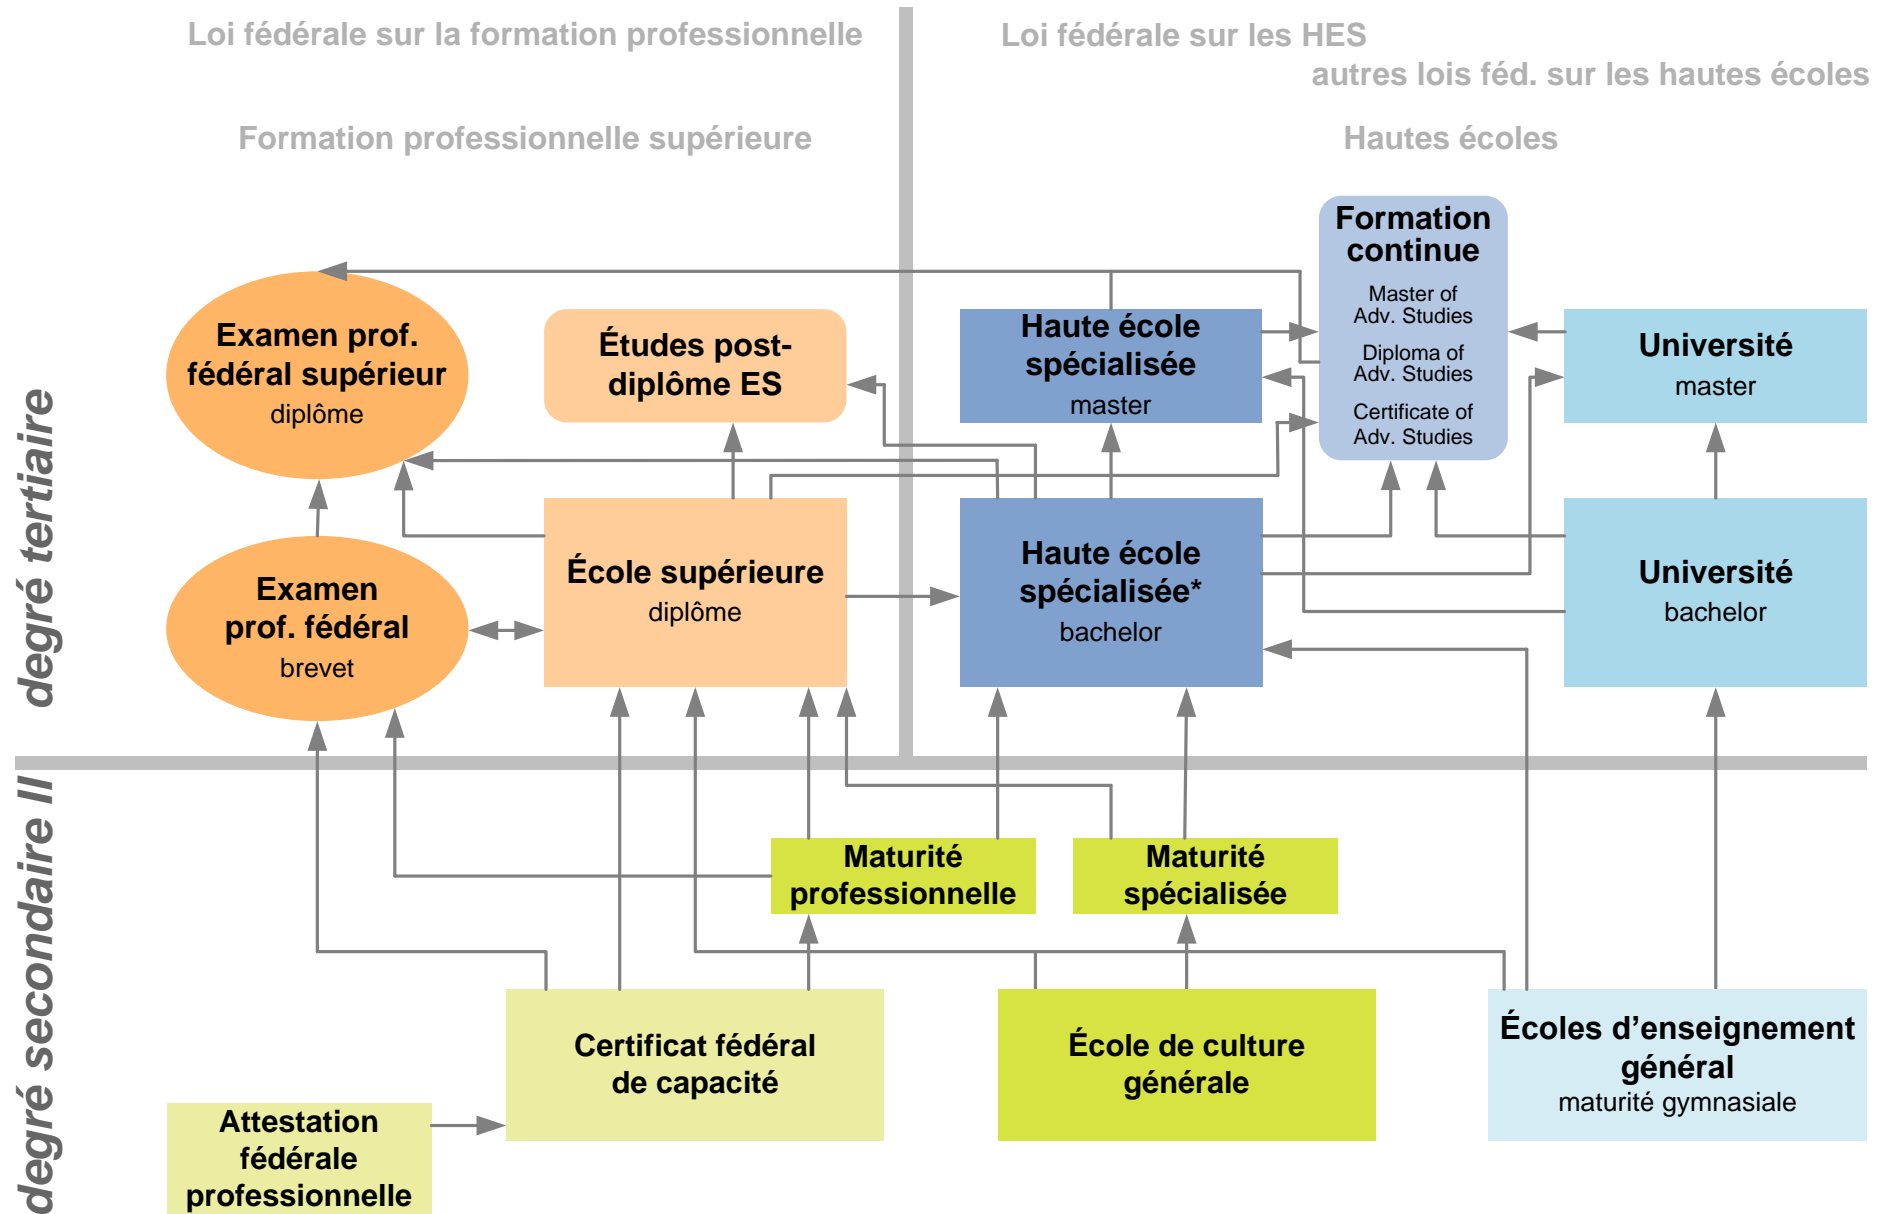 Loi fédérale sur la formation professionnelle
Loi fédérale sur les HES
autres lois féd. sur les hautes écoles
Formation professionnelle supérieure
Hautes écoles
degré tertiaire
Formation
continue
Master of
Adv. Studies
Diploma of
Adv. Studies
Certificate of
Adv. Studies
Examen prof.
fédéral supérieur
diplôme
Études post-
diplôme ES
Haute école
spécialisée
master
Université
master
Examen
prof. fédéral
brevet
École supérieure
diplôme
Haute école
spécialisée*
bachelor
Université
bachelor
degré secondaire II
Maturité
professionnelle
Maturité
spécialisée
Certificat fédéral
de capacité
École de culture
générale
Écoles d’enseignement
général
maturité gymnasiale
Attestation
fédérale
professionnelle